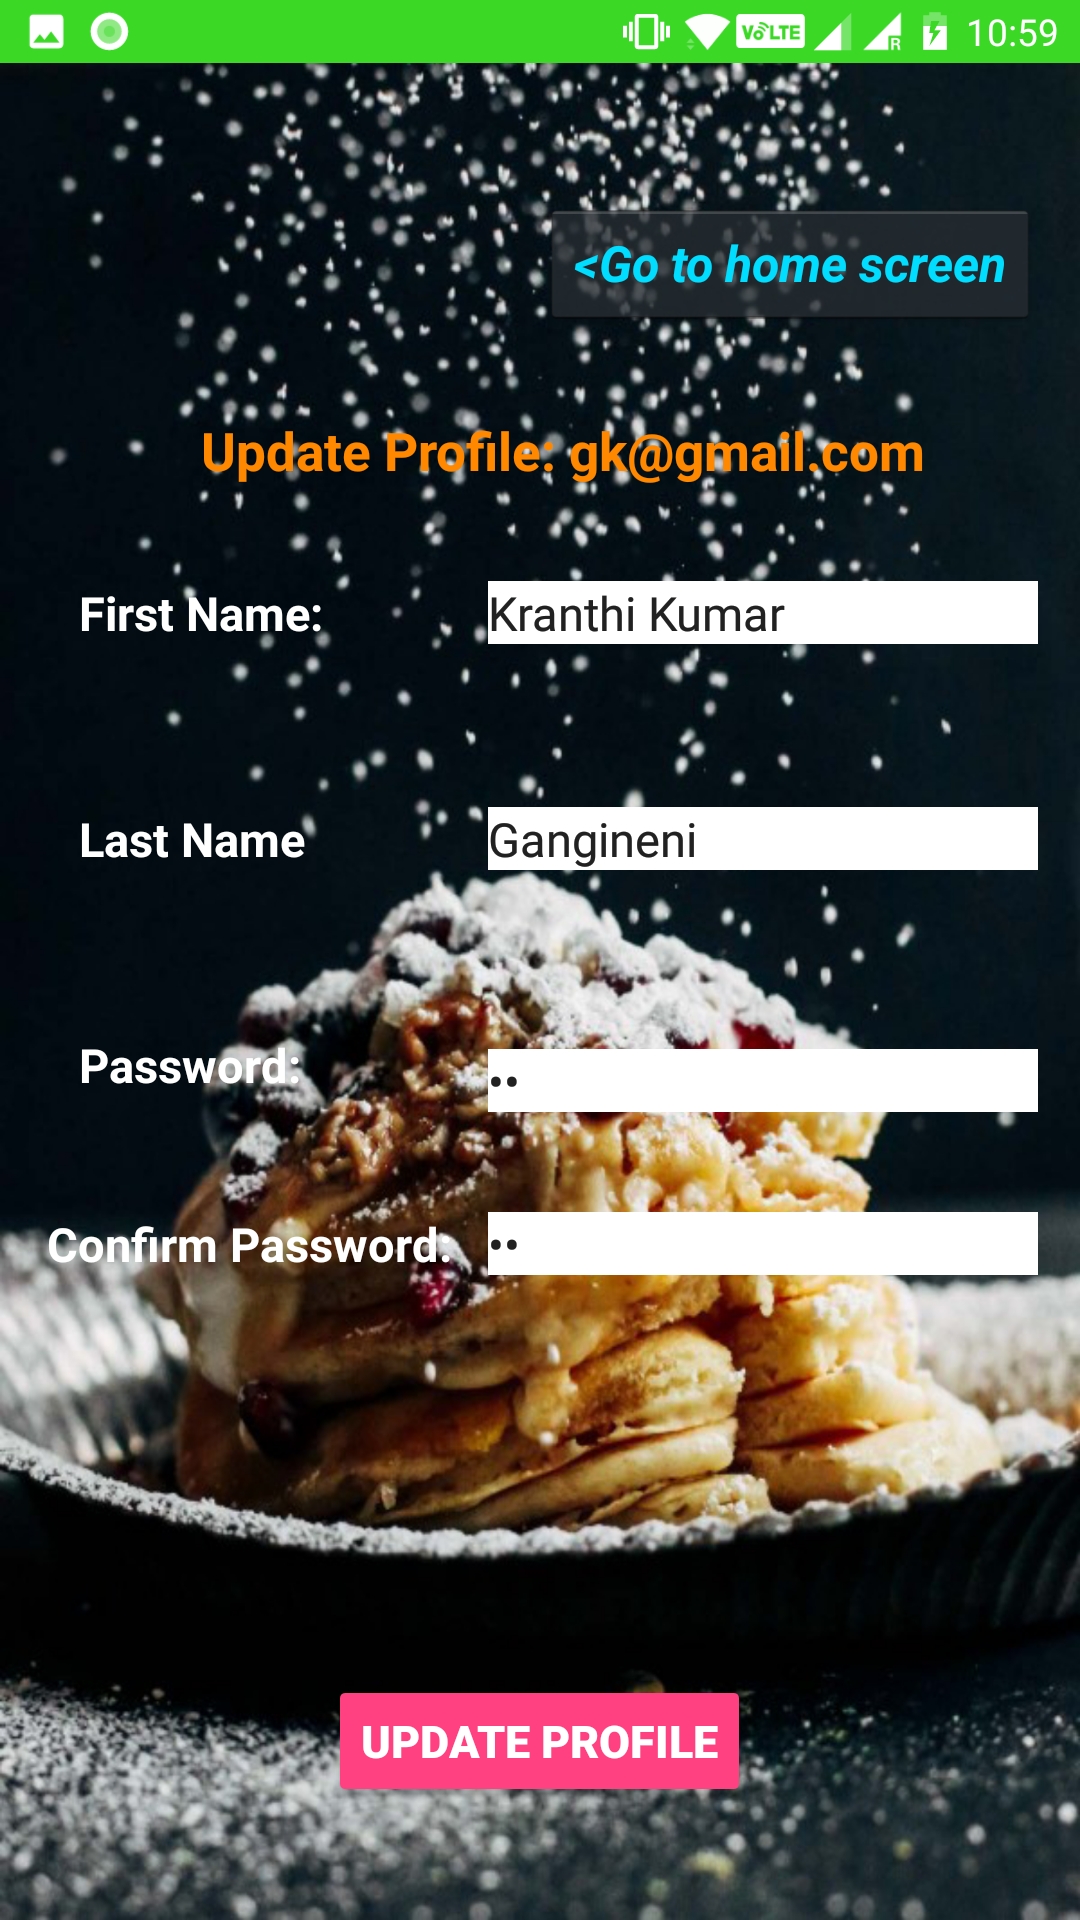 VoLTE R 10:59
<Go to home screen
Update Profile: gk@gmail.com
First Name: Kranthi Kumar
Last Name Gangineni
Password: ••
Confirm Password: ••
UPDATE PROFILE